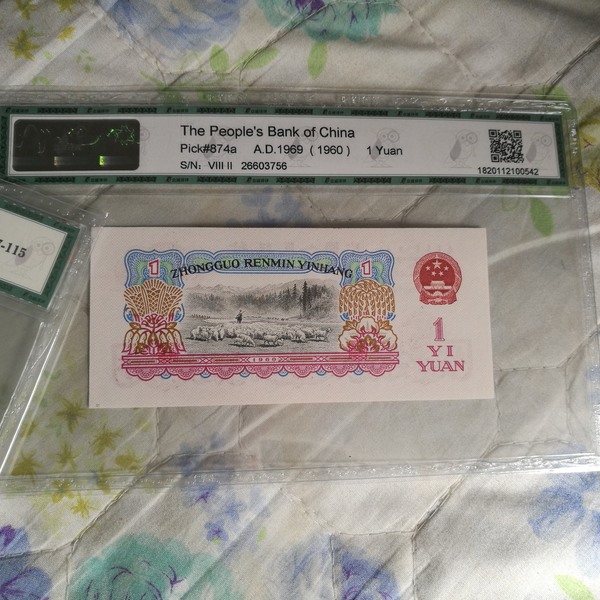 The People's Bank of China
Pick#874a A.D.1969 (1960) 1 Yuan
S/N: VIII II 26603756
1820112100542
-115
1 ZHONGGUO RENMIN YINHANG 1
1960
1
YI
YUAN